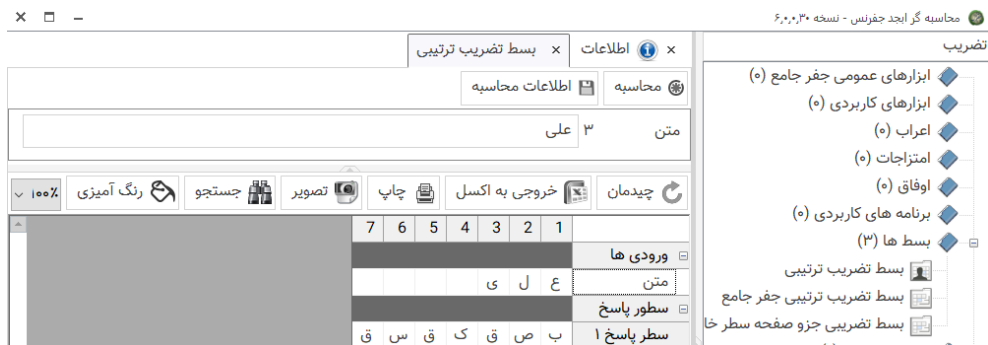 محاسبه گر ابجد جفرنس - نسخه ۶,۰,۰,۳۰
تضریب
ابزارهای عمومی جفر جامع (۰)
ابزارهای کاربردی (۰)
اعراب (۰)
امتزاجات (۰)
اوفاق (۰)
برنامه های کاربردی (۰)
بسط ها (۳)
بسط تضریب ترتیبی
بسط تضریب ترتیبی جفر جامع
بسط تضریبی جزو صفحه سطر خا
اطلاعات
بسط تضریب ترتیبی
محاسبه اطلاعات محاسبه
متن ۳ علی
چیدمان خروجی به اکسل چاپ تصویر جستجو رنگ آمیزی ۱۰۰٪
1 2 3 4 5 6 7
ورودی ها
متن ع ل ی
سطور پاسخ
سطر پاسخ ۱ ب ص ق ک ق س ق